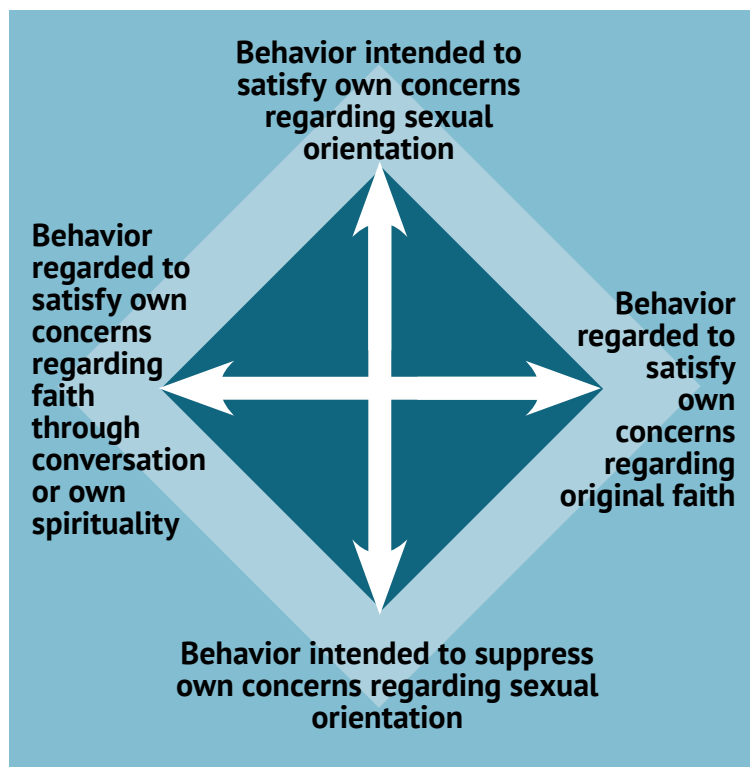 Behavior intended to
satisfy own concerns
regarding sexual
orientation
Behavior
regarded to
satisfy own
concerns
regarding
faith
through
conversation
or own
spirituality
Behavior
regarded to
satisfy
own
concerns
regarding
original faith
Behavior intended to suppress
own concerns regarding sexual
orientation